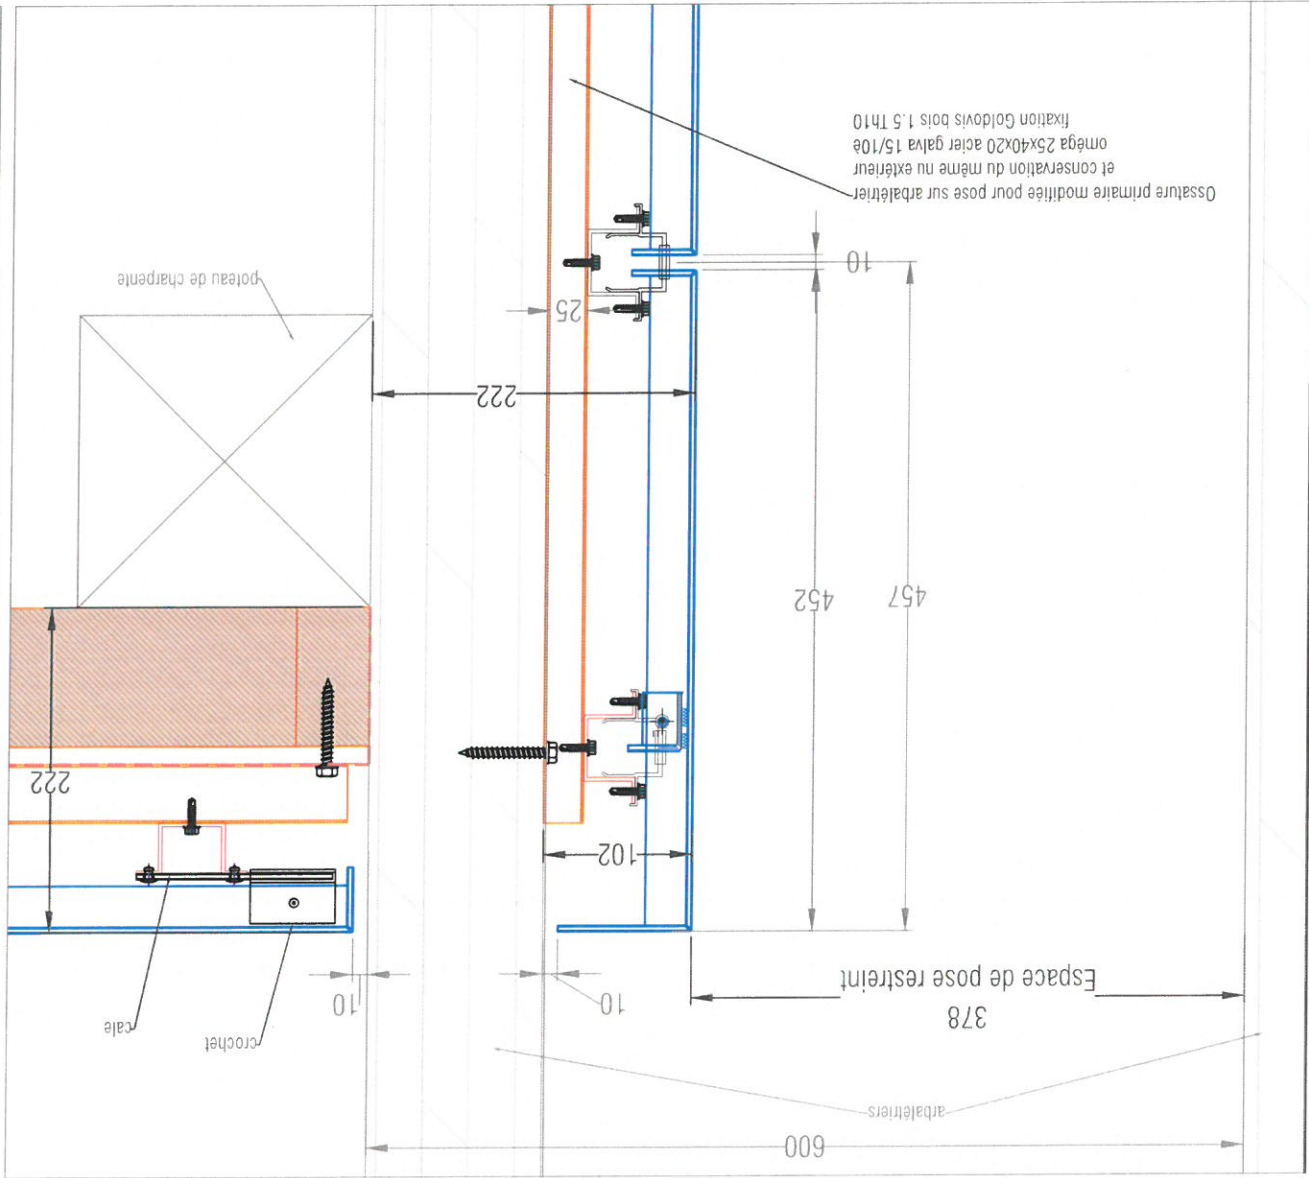 600
arbalétriers
378
Espace de pose restreint
10
10
crochet
cale
102
222
452
457
222
25
10
poteau de charpente
Ossature primaire modifiée pour pose sur arbalétrier
et conservation du même nu extérieur
oméga 25x40x20 acier galva 15/10è
fixation Goldovis bois 1.5 Th10